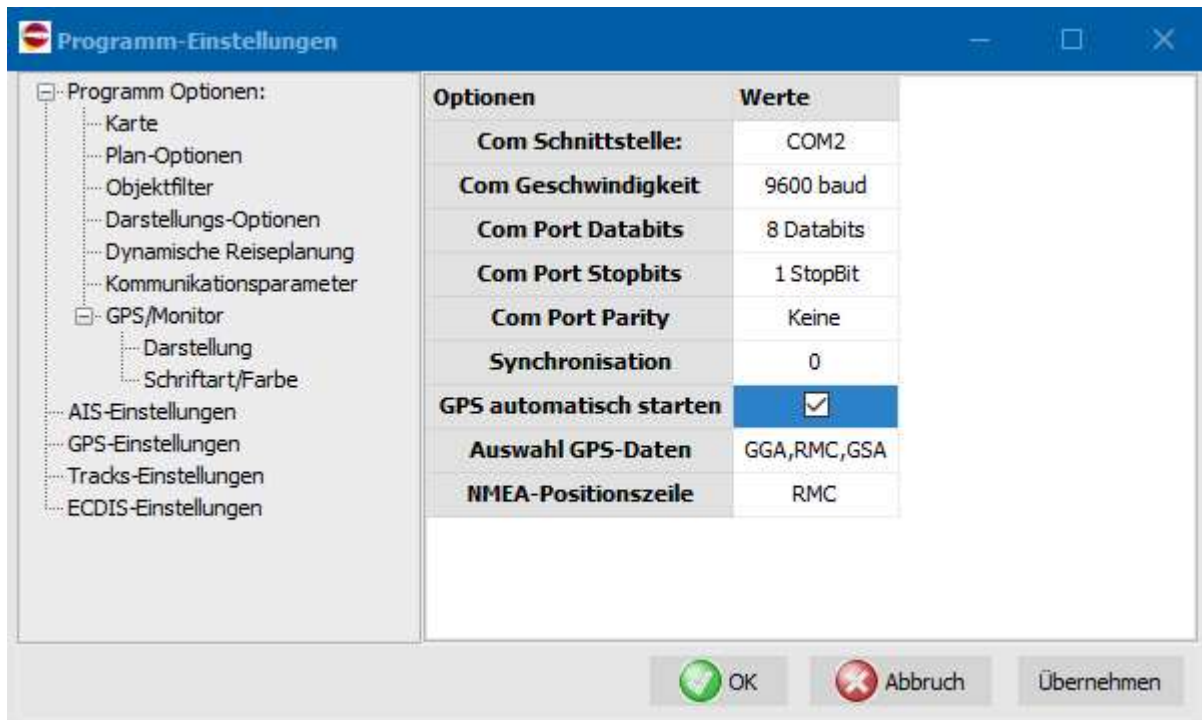 Programm-Einstellungen
Programm Optionen:
Karte
Plan-Optionen
Objektfilter
Darstellungs-Optionen
Dynamische Reiseplanung
Kommunikationsparameter
GPS/Monitor
Darstellung
Schriftart/Farbe
AIS-Einstellungen
GPS-Einstellungen
Tracks-Einstellungen
ECDIS-Einstellungen
Optionen Werte
Com Schnittstelle: COM2
Com Geschwindigkeit 9600 baud
Com Port Databits 8 Databits
Com Port Stopbits 1 StopBit
Com Port Parity Keine
Synchronisation 0
GPS automatisch starten
Auswahl GPS-Daten GGA,RMC,GSA
NMEA-Positionszeile RMC
OK Abbruch Übernehmen